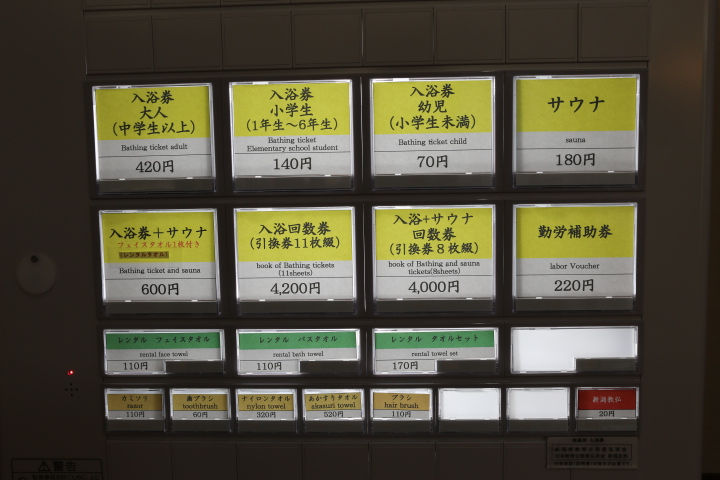 入浴券
大人
(中学生以上)
Bathing ticket adult
420円
入浴券
小学生
(1年生～6年生)
Bathing ticket
Elementary school student
140円
入浴券
幼児
(小学生未満)
Bathing ticket child
70円
サウナ
sauna
180円
入浴券＋サウナ
フェイスタオル1枚付き
(レンタルタオル)
Bathing ticket and sauna
600円
入浴回数券
(引換券11枚綴)
book of Bathing tickets
(11sheets)
4,200円
入浴+サウナ
回数券
(引換券８枚綴)
book of Bathing and sauna
tickets(8sheets)
4,000円
勤労補助券
labor Voucher
220円
レンタル フェイスタオル
rental face towel
110円
レンタル バスタオル
rental bath towel
110円
レンタル タオルセット
rental towel set
170円
カミソリ
razor
110円
歯ブラシ
toothbrush
60円
ナイロンタオル
nylon towel
320円
あかすりタオル
akasuri towel
520円
ブラシ
hair brush
110円
20円
警告